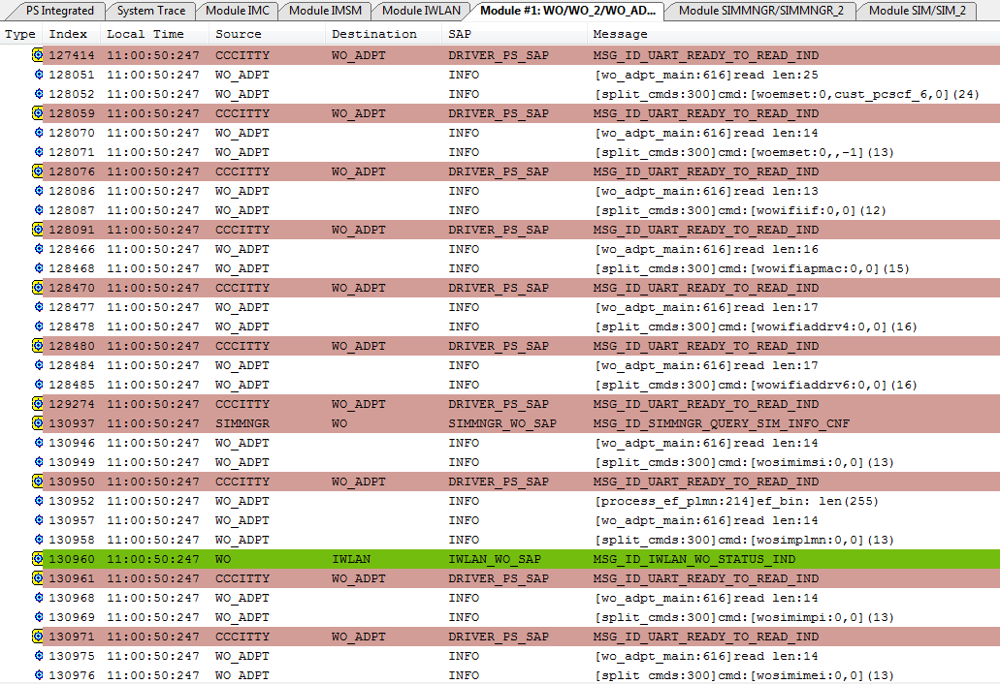 PS Integrated System Trace Module IMC Module IMSM Module IWLAN Module #1: WO/WO_2/WO_AD... Module SIMMNGR/SIMMNGR_2 Module SIM/SIM_2
Type Index Local Time Source Destination SAP Message
127414 11:00:50:247 CCCITTY WO_ADPT DRIVER_PS_SAP MSG_ID_UART_READY_TO_READ_IND
128051 11:00:50:247 WO_ADPT INFO [wo_adpt_main:616]read len:25
128052 11:00:50:247 WO_ADPT INFO [split_cmds:300]cmd:[woemset:0,cust_pcscf_6,0](24)
128059 11:00:50:247 CCCITTY WO_ADPT DRIVER_PS_SAP MSG_ID_UART_READY_TO_READ_IND
128070 11:00:50:247 WO_ADPT INFO [wo_adpt_main:616]read len:14
128071 11:00:50:247 WO_ADPT INFO [split_cmds:300]cmd:[woemset:0,,-1](13)
128076 11:00:50:247 CCCITTY WO_ADPT DRIVER_PS_SAP MSG_ID_UART_READY_TO_READ_IND
128086 11:00:50:247 WO_ADPT INFO [wo_adpt_main:616]read len:13
128087 11:00:50:247 WO_ADPT INFO [split_cmds:300]cmd:[wowifiif:0,0](12)
128091 11:00:50:247 CCCITTY WO_ADPT DRIVER_PS_SAP MSG_ID_UART_READY_TO_READ_IND
128466 11:00:50:247 WO_ADPT INFO [wo_adpt_main:616]read len:16
128468 11:00:50:247 WO_ADPT INFO [split_cmds:300]cmd:[wowifiapmac:0,0](15)
128470 11:00:50:247 CCCITTY WO_ADPT DRIVER_PS_SAP MSG_ID_UART_READY_TO_READ_IND
128477 11:00:50:247 WO_ADPT INFO [wo_adpt_main:616]read len:17
128478 11:00:50:247 WO_ADPT INFO [split_cmds:300]cmd:[wowifiaddrv4:0,0](16)
128480 11:00:50:247 CCCITTY WO_ADPT DRIVER_PS_SAP MSG_ID_UART_READY_TO_READ_IND
128484 11:00:50:247 WO_ADPT INFO [wo_adpt_main:616]read len:17
128485 11:00:50:247 WO_ADPT INFO [split_cmds:300]cmd:[wowifiaddrv6:0,0](16)
129274 11:00:50:247 CCCITTY WO_ADPT DRIVER_PS_SAP MSG_ID_UART_READY_TO_READ_IND
130937 11:00:50:247 SIMMNGR WO SIMMNGR_WO_SAP MSG_ID_SIMMNGR_QUERY_SIM_INFO_CNF
130946 11:00:50:247 WO_ADPT INFO [wo_adpt_main:616]read len:14
130949 11:00:50:247 WO_ADPT INFO [split_cmds:300]cmd:[wosimimsi:0,0](13)
130950 11:00:50:247 CCCITTY WO_ADPT DRIVER_PS_SAP MSG_ID_UART_READY_TO_READ_IND
130952 11:00:50:247 WO_ADPT INFO [process_ef_plmn:214]ef_bin: len(255)
130957 11:00:50:247 WO_ADPT INFO [wo_adpt_main:616]read len:14
130958 11:00:50:247 WO_ADPT INFO [split_cmds:300]cmd:[wosimplmn:0,0](13)
130960 11:00:50:247 WO IWLAN IWLAN_WO_SAP MSG_ID_IWLAN_WO_STATUS_IND
130961 11:00:50:247 CCCITTY WO_ADPT DRIVER_PS_SAP MSG_ID_UART_READY_TO_READ_IND
130968 11:00:50:247 WO_ADPT INFO [wo_adpt_main:616]read len:14
130969 11:00:50:247 WO_ADPT INFO [split_cmds:300]cmd:[wosimimpi:0,0](13)
130971 11:00:50:247 CCCITTY WO_ADPT DRIVER_PS_SAP MSG_ID_UART_READY_TO_READ_IND
130975 11:00:50:247 WO_ADPT INFO [wo_adpt_main:616]read len:14
130976 11:00:50:247 WO_ADPT INFO [split_cmds:300]cmd:[wosimimei:0,0](13)